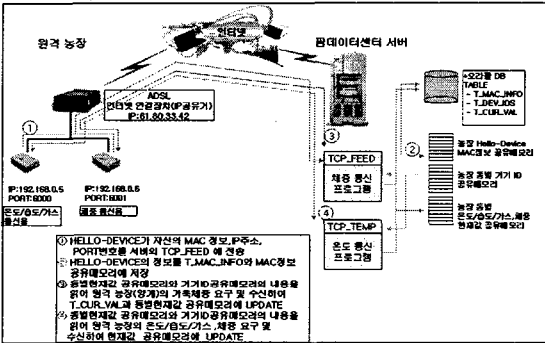 원격 농장
인터넷
팜데이터센터 서버
ADSL
인터넷 연결장치(IP공유기)
IP:61.80.33.42
①
IP:192.168.0.5
PORT:6000
IP:192.168.0.5
PORT:6001
온도/습도/가스
통신용
체중 통신용
③
TCP_FEED
체중 통신
프로그램
④
TCP_TEMP
온도 통신
프로그램
*오라클 DB
TABLE
- T_MAC_INFO
- T_DEV_IOS
- T_CUR_VAL
②
농장 Hello-Device
MAC정보 공유메모리
농장 동별 기기 ID
공유메모리
농장 동별
온도/습도/가스,체중
현재값 공유메모리
① HELLO-DEVICE가 자신의 MAC 정보,IP주소,
PORT번호를 서버의 TCP_FEED 에 전송
② HELLO-DEVICE의 정보를 T_MAC_INFO와 MAC정보
공유메모리에 저장
③ 동별현재값 공유메모리와 기기ID공유메모리의 내용을
읽어 원격 농장(양계)의 가축체중 요구 및 수신하여
T_CUR_VAL과 동별현재값 공유메모리에 UPDATE
④ 동별현재값 공유메모리와 기기ID공유메모리의 내용을
읽어 원격 농장의 온도/습도/가스 ,체중 요구 및
수신하여 현재값 공유메모리에 UPDATE